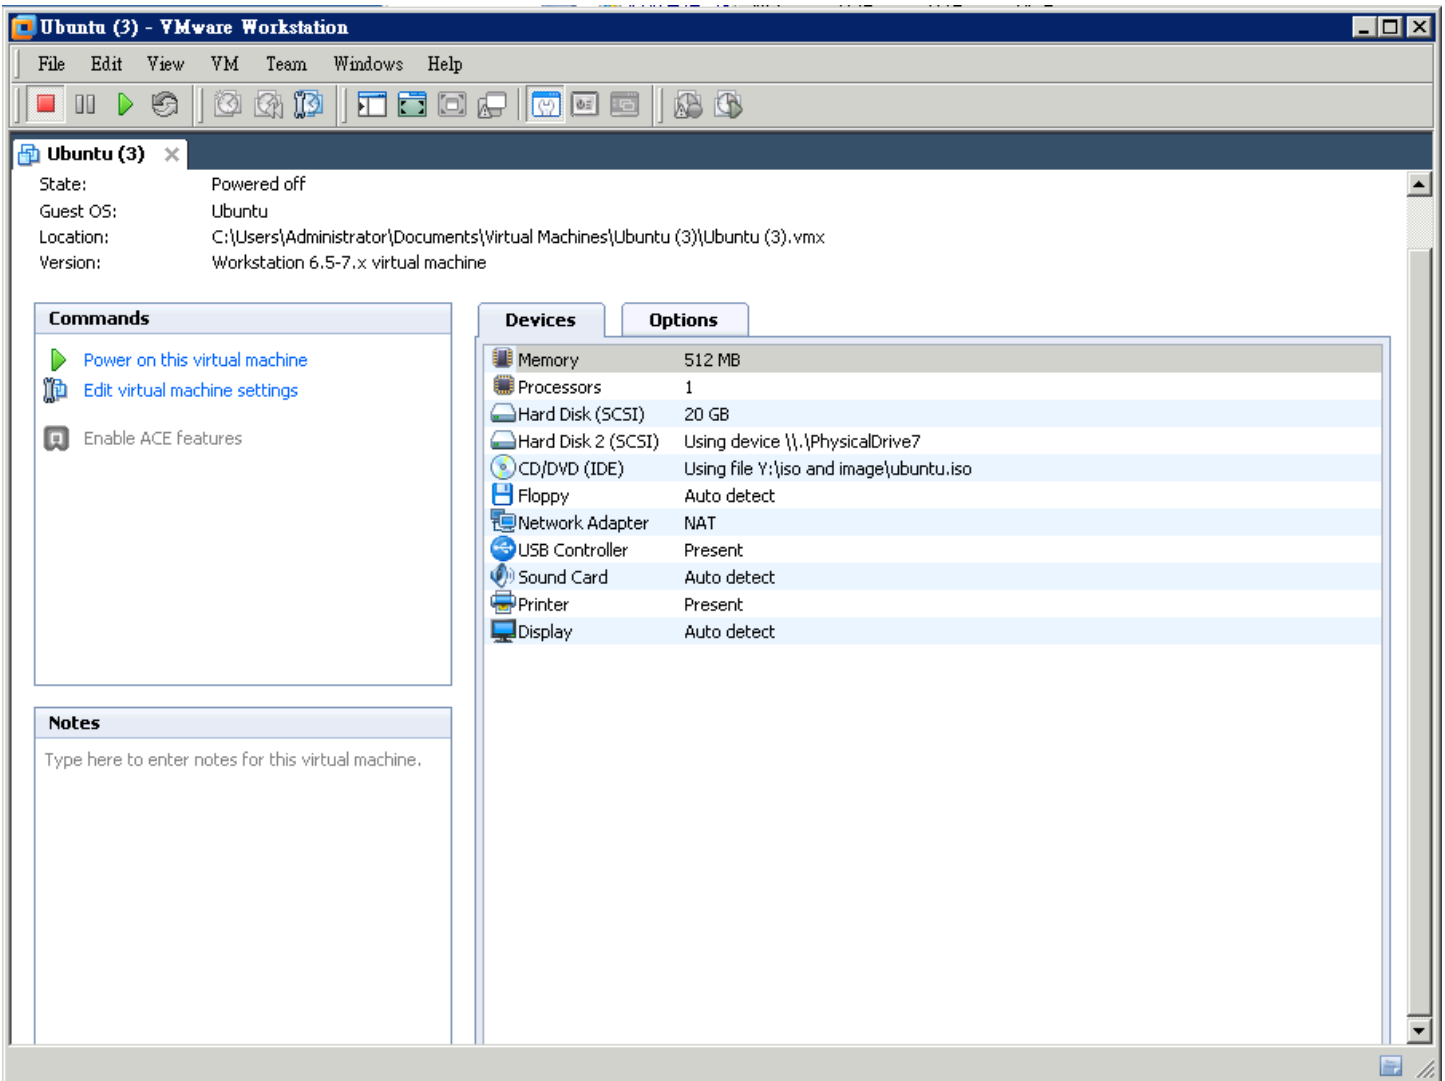 Ubuntu (3) - VMware Workstation
File Edit View VM Team Windows Help
Ubuntu (3)
State: Powered off
Guest OS: Ubuntu
Location: C:\Users\Administrator\Documents\Virtual Machines\Ubuntu (3)\Ubuntu (3).vmx
Version: Workstation 6.5-7.x virtual machine
Commands
Power on this virtual machine
Edit virtual machine settings
Enable ACE features
Devices Options
Memory 512 MB
Processors 1
Hard Disk (SCSI) 20 GB
Hard Disk 2 (SCSI) Using device \\.\PhysicalDrive7
CD/DVD (IDE) Using file Y:\iso and image\ubuntu.iso
Floppy Auto detect
Network Adapter NAT
USB Controller Present
Sound Card Auto detect
Printer Present
Display Auto detect
Notes
Type here to enter notes for this virtual machine.